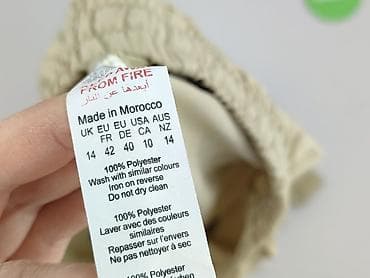 FROM FIRE
أبعدها عن النار
Made in Morocco
UK EU EU USA AUS
FR DE CA NZ
14 42 40 10 14
100% Polyester
Wash with similar colours
Iron on reverse
Do not dry clean
100% Polyester
Laver avec des couleurs
similaires
Repasser sur l'envers
Ne pas nettoyer à sec